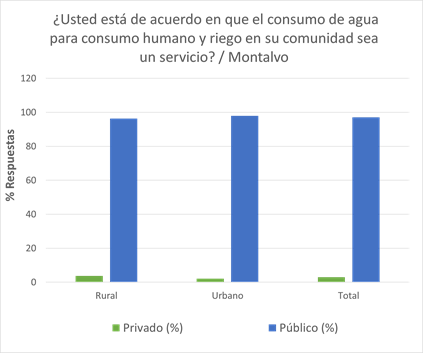 ¿Usted está de acuerdo en que el consumo de agua
para consumo humano y riego en su comunidad sea
un servicio? / Montalvo
% Respuestas
120
100
80
60
40
20
0
Rural Urbano Total
Privado (%) Público (%)